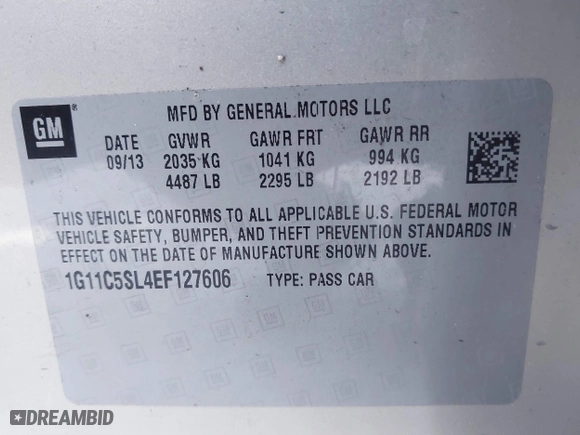 GM
MFD BY GENERAL MOTORS LLC
DATE GVWR GAWR FRT GAWR RR
09/13 2035 KG 1041 KG 994 KG
4487 LB 2295 LB 2192 LB
THIS VEHICLE CONFORMS TO ALL APPLICABLE U.S. FEDERAL MOTOR
VEHICLE SAFETY, BUMPER, AND THEFT PREVENTION STANDARDS IN
EFFECT ON THE DATE OF MANUFACTURE SHOWN ABOVE.
1G11C5SL4EF127606 TYPE: PASS CAR
DREAMBID